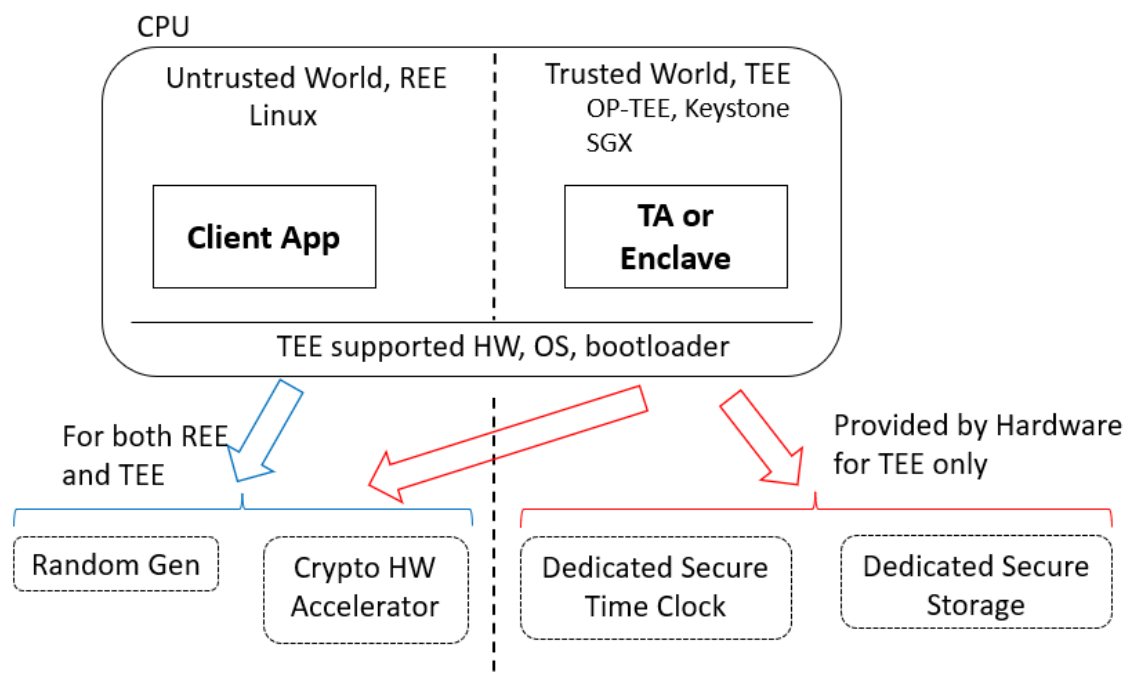 CPU
Untrusted World, REE
Linux
Trusted World, TEE
OP-TEE, Keystone
SGX
Client App
TA or
Enclave
TEE supported HW, OS, bootloader
For both REE
and TEE
Provided by Hardware
for TEE only
Random Gen
Crypto HW
Accelerator
Dedicated Secure
Time Clock
Dedicated Secure
Storage